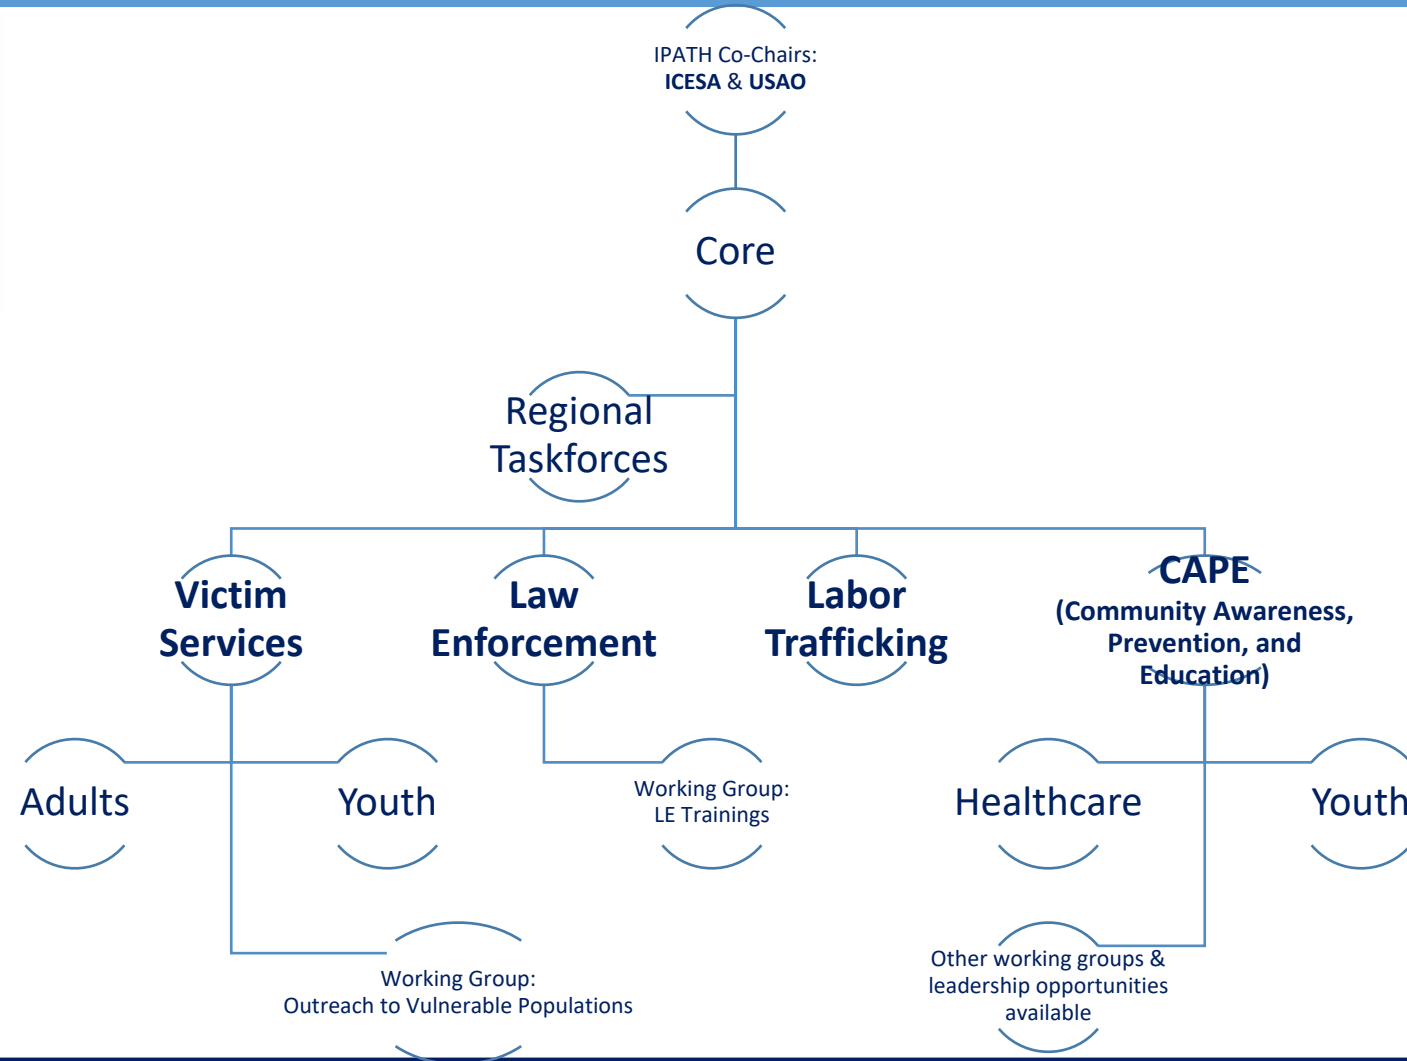 IPATH Co-Chairs:
ICESA & USAO
Core
Regional
Taskforces
Victim
Services
Law
Enforcement
Labor
Trafficking
CAPE
(Community Awareness,
Prevention, and
Education)
Adults
Youth
Working Group:
LE Trainings
Healthcare
Youth
Working Group:
Outreach to Vulnerable Populations
Other working groups &
leadership opportunities
available